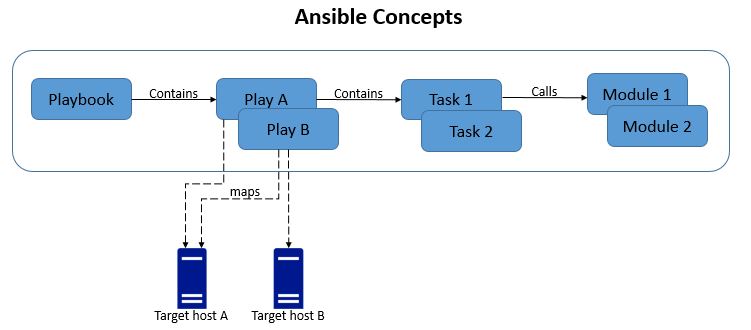 Ansible Concepts
Playbook
Contains
Play A
Play B
Contains
Task 1
Task 2
Calls
Module 1
Module 2
maps
Target host A
Target host B